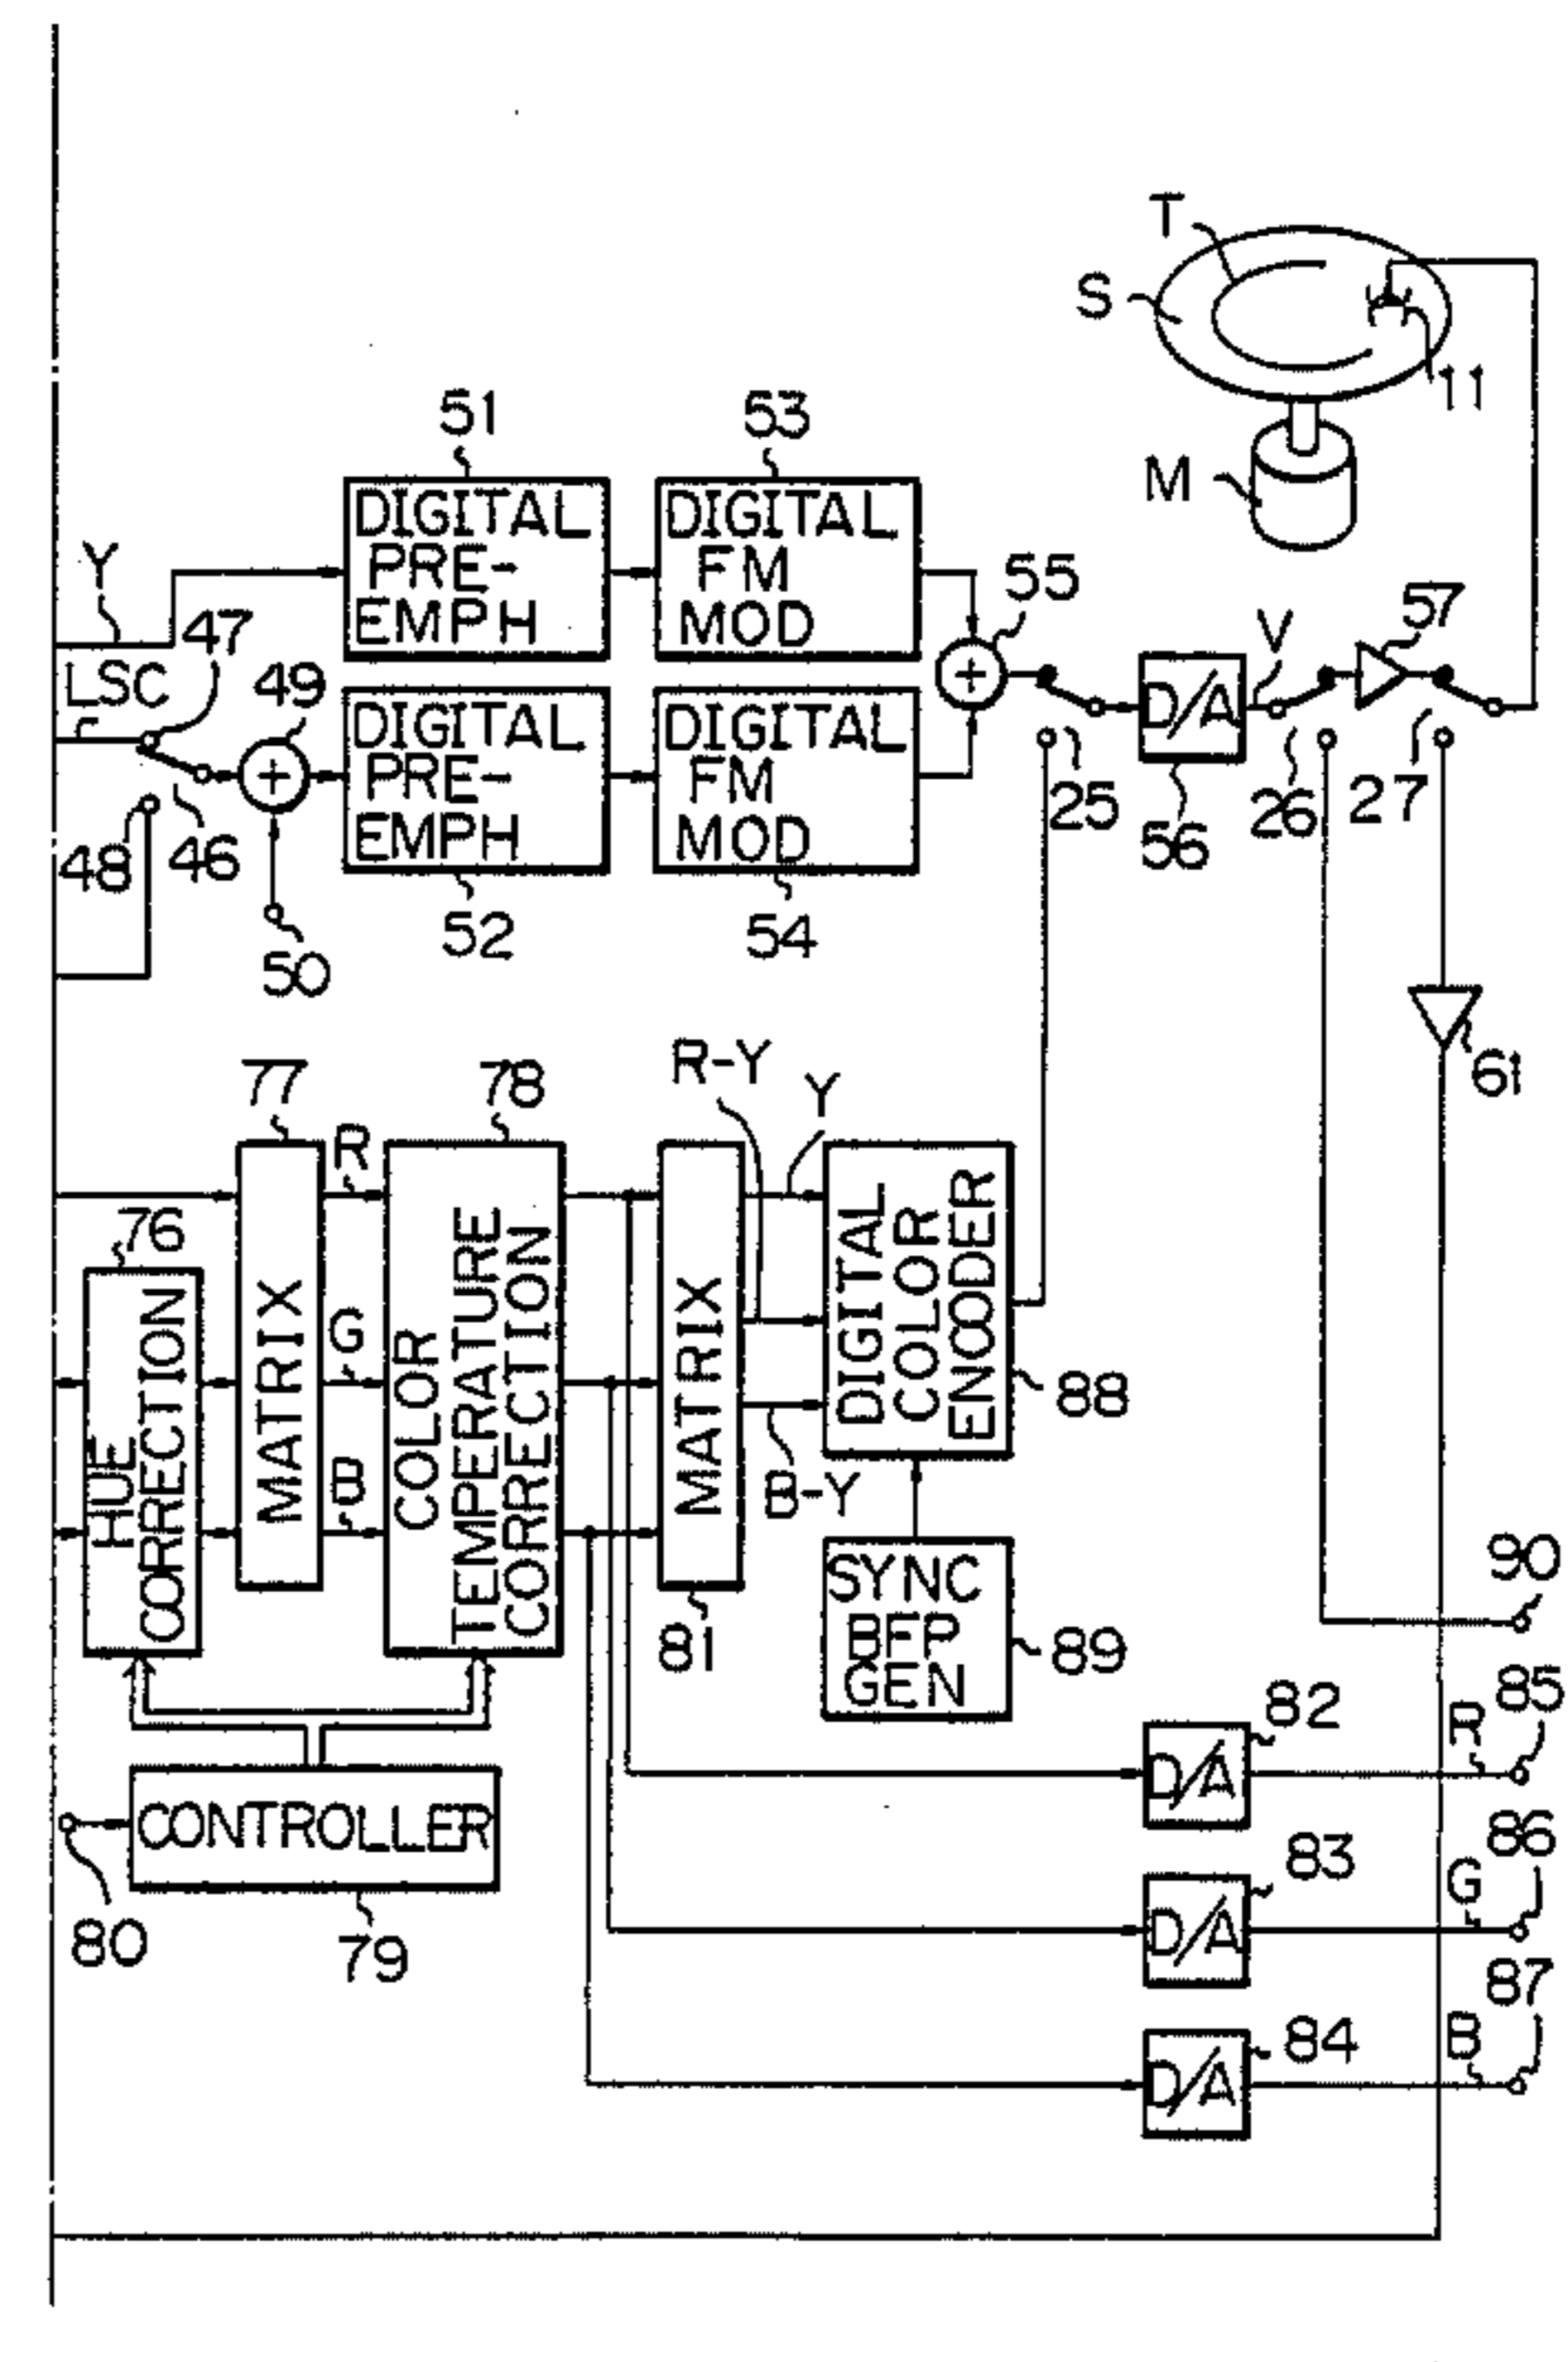 T
S
11
M
51
53
DIGITAL
PRE-
EMPH
DIGITAL
FM
MOD
Y
47
LSC
49
55
V
57
D/A
DIGITAL
PRE-
EMPH
DIGITAL
FM
MOD
48
46
25
56
26
27
50
52
54
61
77
78
R-Y
Y
R
76
G
B
HUE
CORRECTION
MATRIX
COLOR
TEMPERATURE
CORRECTION
MATRIX
DIGITAL
COLOR
ENCODER
88
B-Y
90
81
SYNC
BFP
GEN
89
82
R
85
D/A
CONTROLLER
80
79
83
G
86
D/A
84
B
87
D/A